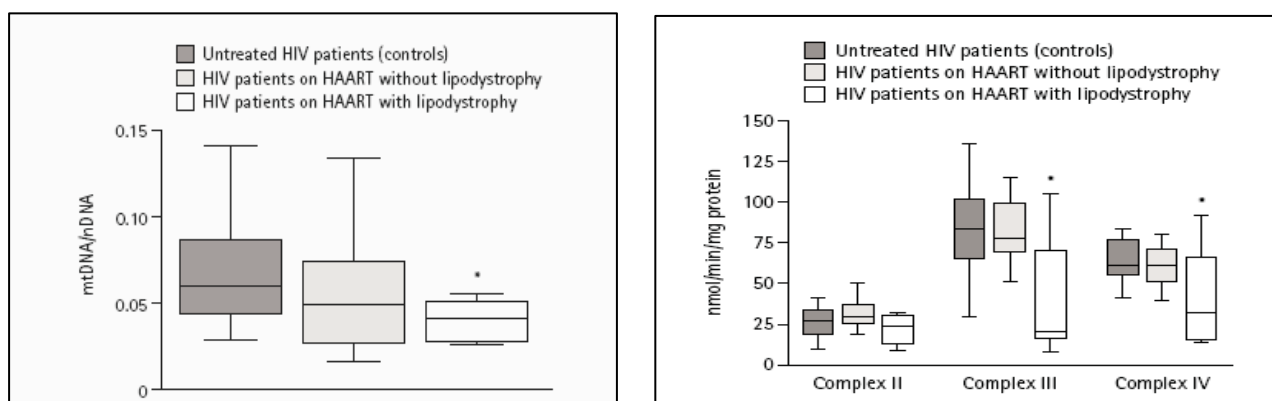 Untreated HIV patients (controls)
HIV patients on HAART without lipodystrophy
HIV patients on HAART with lipodystrophy
0.15
0.10
0.05
0
mtDNA/nDNA
*
Untreated HIV patients (controls)
HIV patients on HAART without lipodystrophy
HIV patients on HAART with lipodystrophy
150
125
100
75
50
25
0
nmol/min/mg protein
*
*
Complex II
Complex III
Complex IV